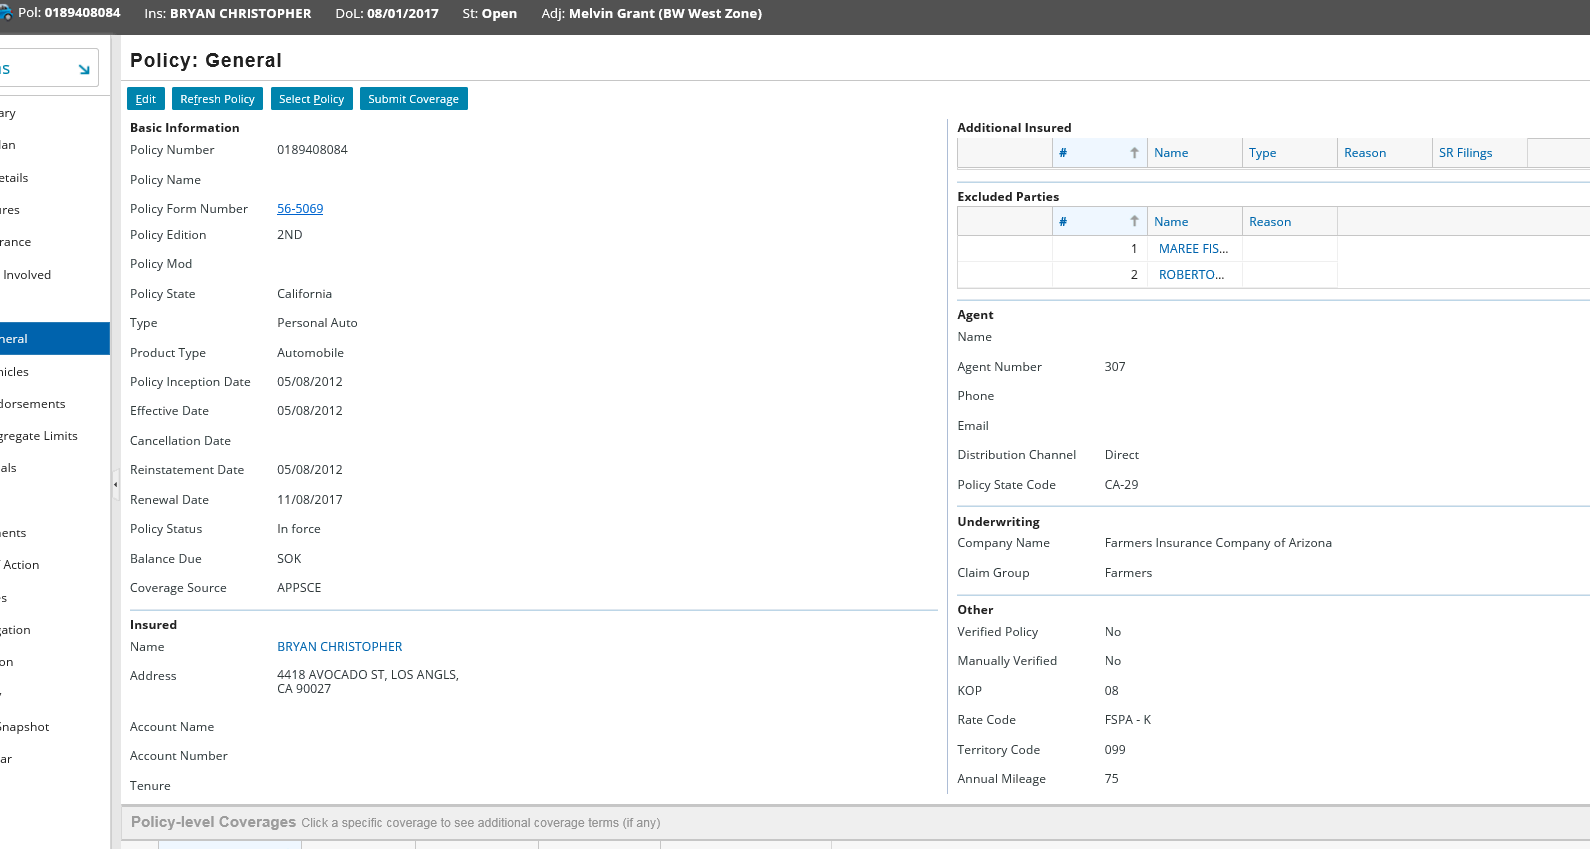 Pol: 0189408084 Ins: BRYAN CHRISTOPHER DoL: 08/01/2017 St: Open Adj: Melvin Grant (BW West Zone)
s
ary
lan
etails
ures
rance
Involved
neral
hicles
dorsements
gregate Limits
als
ents
Action
s
gation
on
Snapshot
ar
Policy: General
Edit Refresh Policy Select Policy Submit Coverage
Basic Information
Policy Number 0189408084
Policy Name
Policy Form Number 56-5069
Policy Edition 2ND
Policy Mod
Policy State California
Type Personal Auto
Product Type Automobile
Policy Inception Date 05/08/2012
Effective Date 05/08/2012
Cancellation Date
Reinstatement Date 05/08/2012
Renewal Date 11/08/2017
Policy Status In force
Balance Due SOK
Coverage Source APPSCE
Insured
Name BRYAN CHRISTOPHER
Address 4418 AVOCADO ST, LOS ANGLS,
CA 90027
Account Name
Account Number
Tenure
Additional Insured
# Name Type Reason SR Filings
Excluded Parties
# Name Reason
1 MAREE FIS...
2 ROBERTO...
Agent
Name
Agent Number 307
Phone
Email
Distribution Channel Direct
Policy State Code CA-29
Underwriting
Company Name Farmers Insurance Company of Arizona
Claim Group Farmers
Other
Verified Policy No
Manually Verified No
KOP 08
Rate Code FSPA - K
Territory Code 099
Annual Mileage 75
Policy-level Coverages Click a specific coverage to see additional coverage terms (if any)